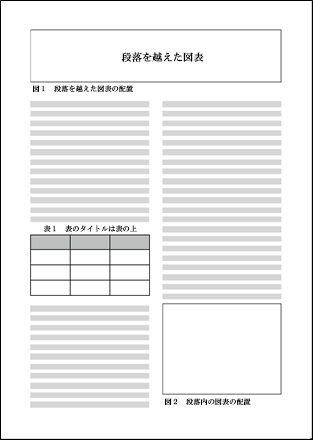 段落を越えた図表
図1　段落を越えた図表の配置
表1　表のタイトルは表の上
図2　段落内の図表の配置